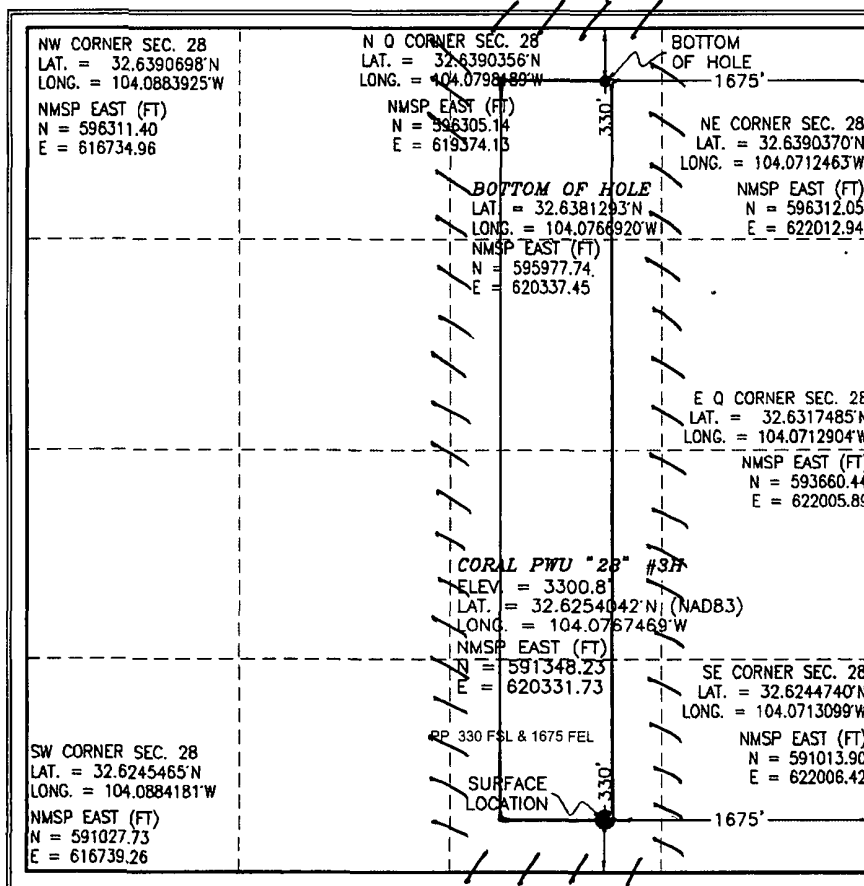 NW CORNER SEC. 28
LAT. = 32.6390698'N
LONG. = 104.0883925'W
NMSP EAST (FT)
N = 596311.40
E = 616734.96
N Q CORNER SEC. 28
LAT. = 32.6390356'N
LONG. = 104.0798189'W
NMSP EAST (FT)
N = 596305.14
E = 619374.13
BOTTOM
OF HOLE
1675'
330'
NE CORNER SEC. 28
LAT. = 32.6390370'N
LONG. = 104.0712463'W
NMSP EAST (FT)
N = 596312.05
E = 622012.94
BOTTOM OF HOLE
LAT. = 32.6381293'N
LONG. = 104.0766920'W
NMSP EAST (FT)
N = 595977.74
E = 620337.45
E Q CORNER SEC. 28
LAT. = 32.6317485'N
LONG. = 104.0712904'W
NMSP EAST (FT)
N = 593660.44
E = 622005.89
CORAL PWU "28" #3H
ELEV. = 3300.8'
LAT. = 32.6254042'N (NAD83)
LONG. = 104.0767469'W
NMSP EAST (FT)
N = 591348.23
E = 620331.73
PP 330 FSL & 1675 FEL
SE CORNER SEC. 28
LAT. = 32.6244740'N
LONG. = 104.0713099'W
NMSP EAST (FT)
N = 591013.90
E = 622006.42
SW CORNER SEC. 28
LAT. = 32.6245465'N
LONG. = 104.0884181'W
NMSP EAST (FT)
N = 591027.73
E = 616739.26
SURFACE
LOCATION
330'
1675'